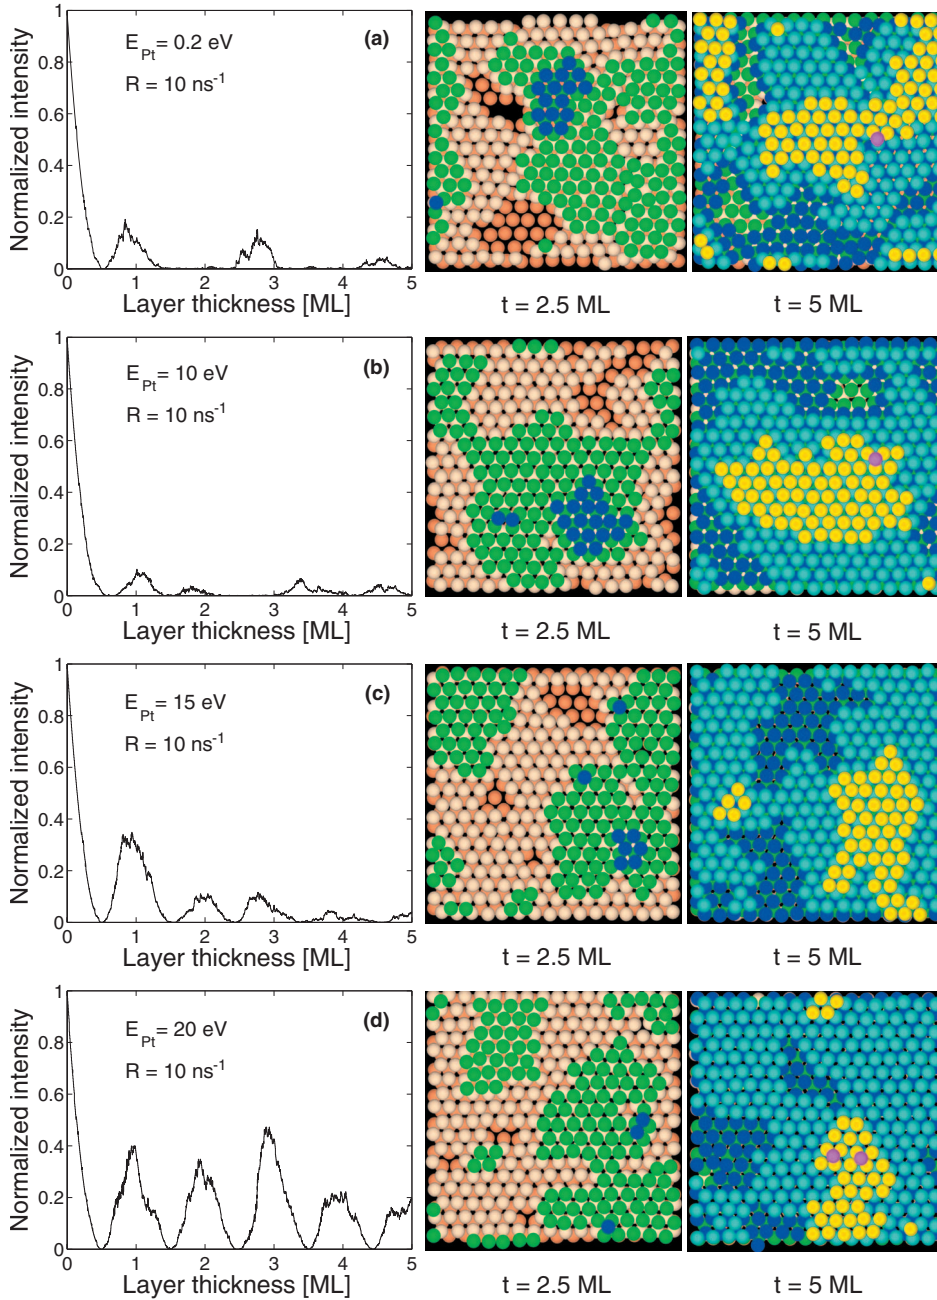 (a)
E_Pt = 0.2 eV
R = 10 ns⁻¹
Normalized intensity
1
0.8
0.6
0.4
0.2
0
0 1 2 3 4 5
Layer thickness [ML]
t = 2.5 ML
t = 5 ML
(b)
E_Pt = 10 eV
R = 10 ns⁻¹
Normalized intensity
1
0.8
0.6
0.4
0.2
0
0 1 2 3 4 5
Layer thickness [ML]
t = 2.5 ML
t = 5 ML
(c)
E_Pt = 15 eV
R = 10 ns⁻¹
Normalized intensity
1
0.8
0.6
0.4
0.2
0
0 1 2 3 4 5
Layer thickness [ML]
t = 2.5 ML
t = 5 ML
(d)
E_Pt = 20 eV
R = 10 ns⁻¹
Normalized intensity
1
0.8
0.6
0.4
0.2
0
0 1 2 3 4 5
Layer thickness [ML]
t = 2.5 ML
t = 5 ML